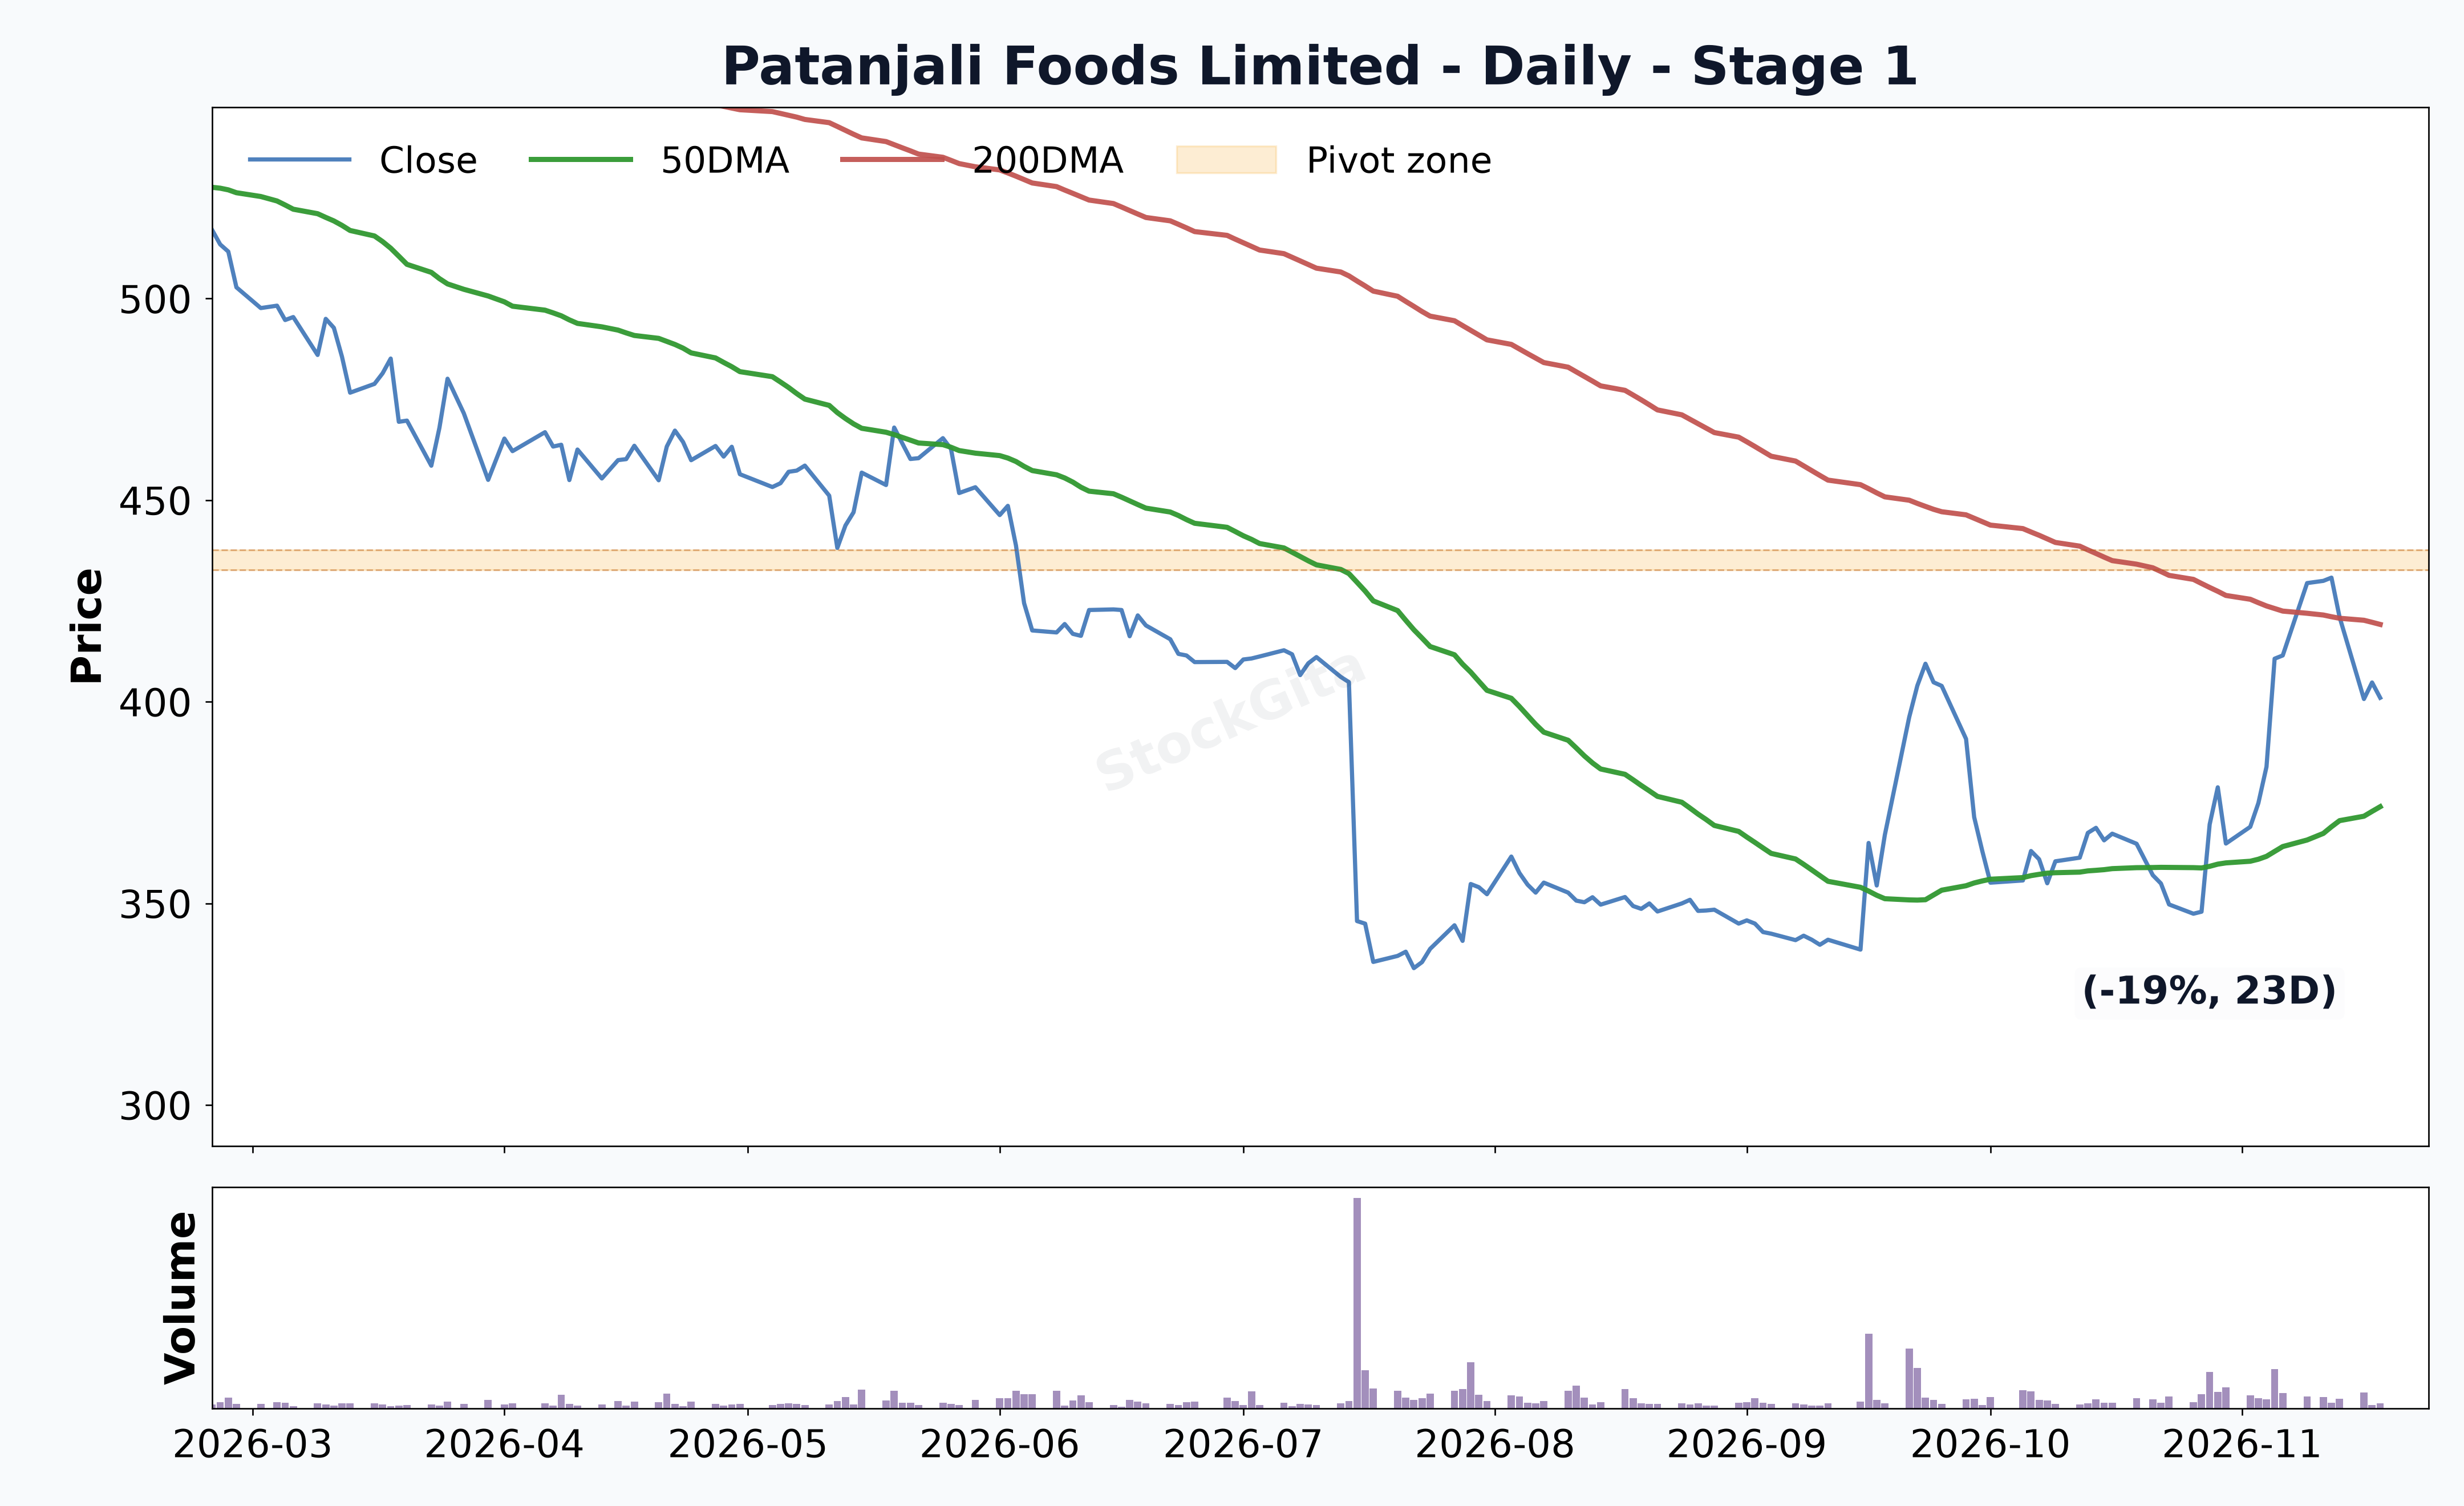 Patanjali Foods Limited - Daily - Stage 1
Close 50DMA 200DMA Pivot zone
Price
500
450
400
350
300
StockGita
(-19%, 23D)
Volume
2026-03 2026-04 2026-05 2026-06 2026-07 2026-08 2026-09 2026-10 2026-11